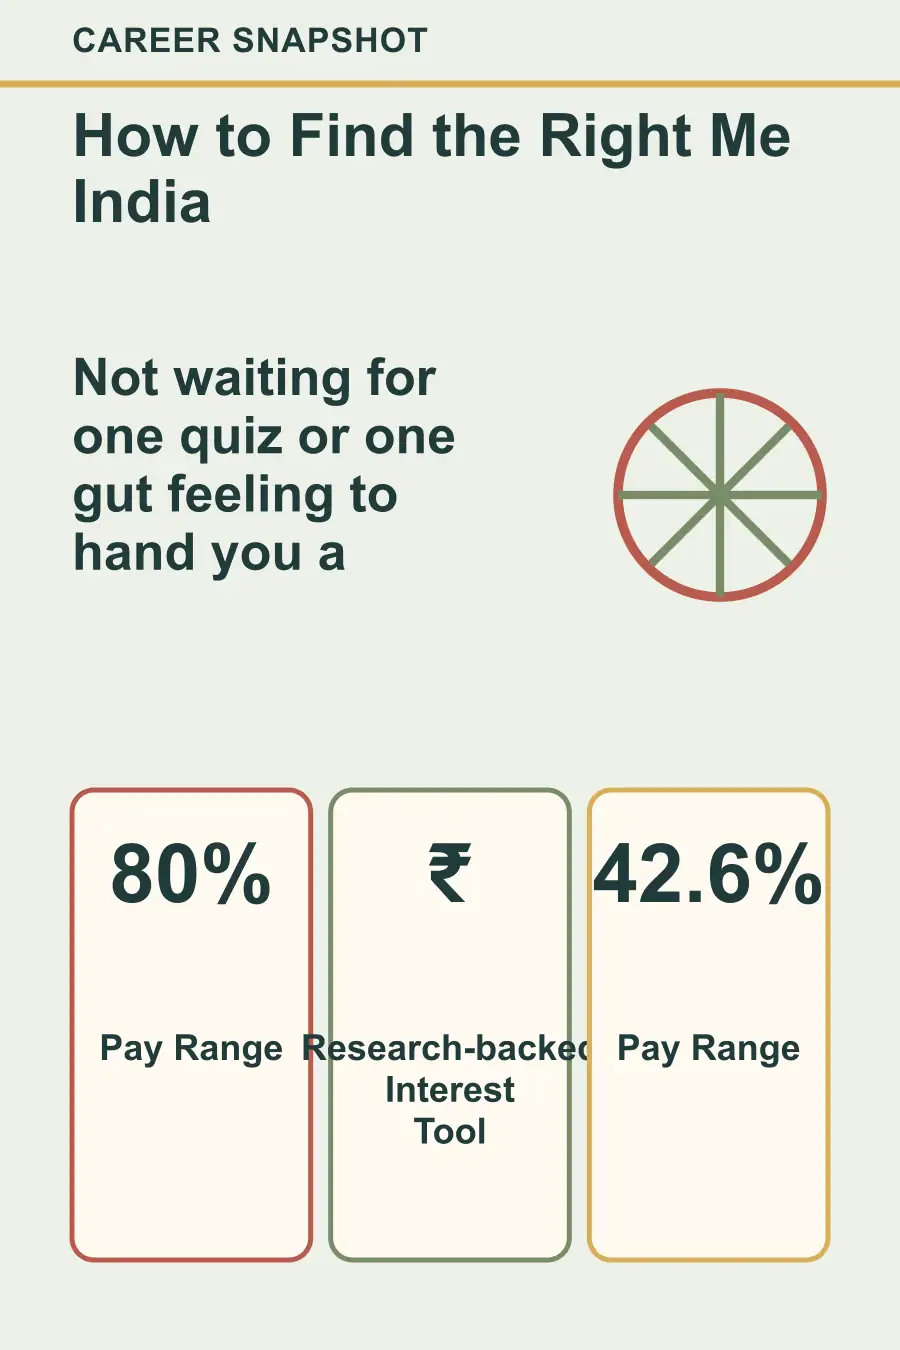 CAREER SNAPSHOT
How to Find the Right Me
India
Not waiting for
one quiz or one
gut feeling to
hand you a
80%
Pay Range
₹
Research-backed
Interest
Tool
42.6%
Pay Range